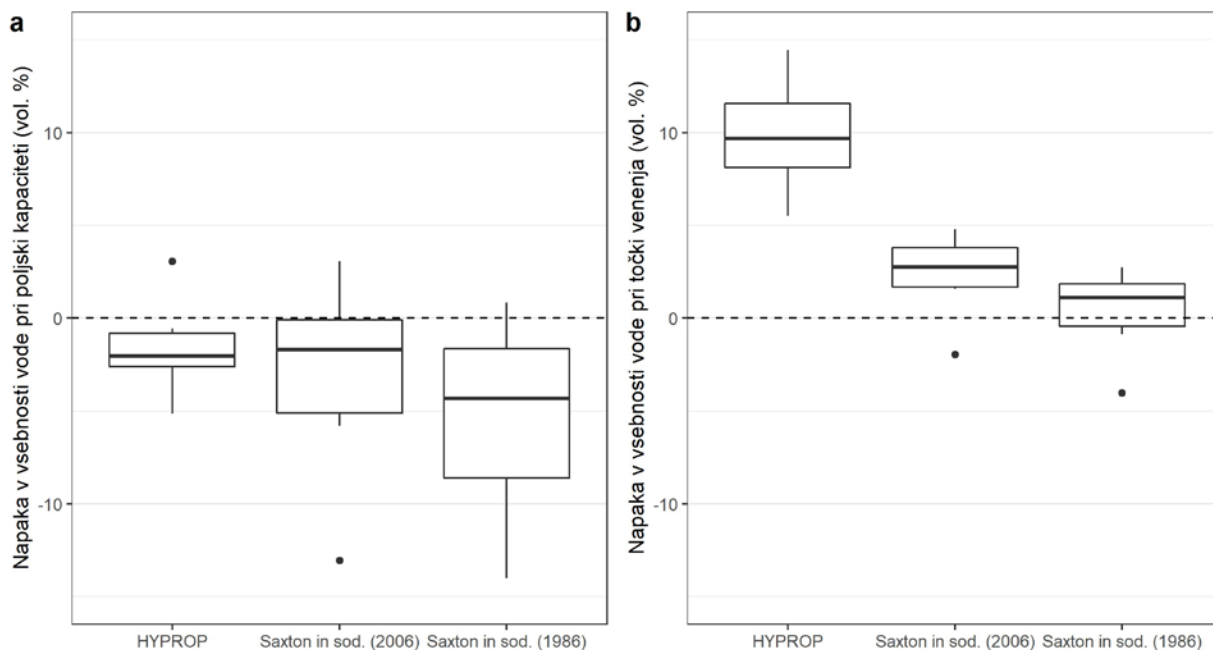 a
Napaka v vsebnosti vode pri poljski kapaciteti (vol. %)
10
0
-10
HYPROP
Saxton in sod. (2006)
Saxton in sod. (1986)
b
Napaka v vsebnosti vode pri točki venenja (vol. %)
10
0
-10
HYPROP
Saxton in sod. (2006)
Saxton in sod. (1986)